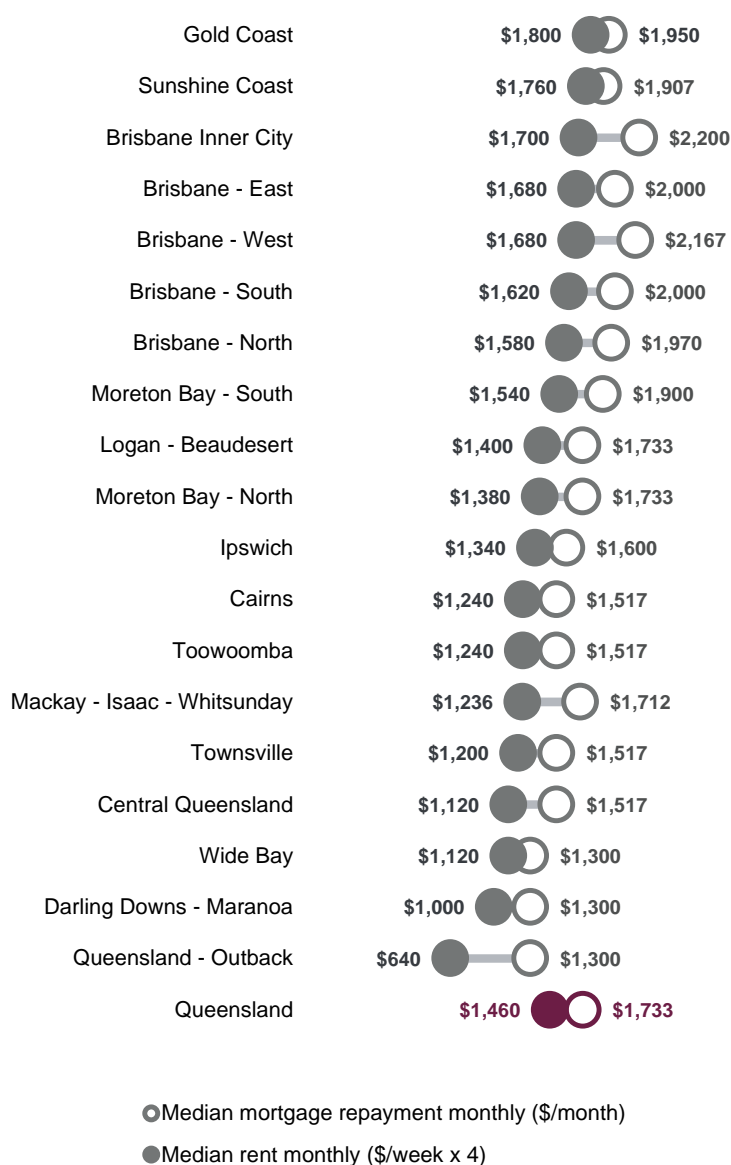 Gold Coast $1,800 $1,950
Sunshine Coast $1,760 $1,907
Brisbane Inner City $1,700 $2,200
Brisbane - East $1,680 $2,000
Brisbane - West $1,680 $2,167
Brisbane - South $1,620 $2,000
Brisbane - North $1,580 $1,970
Moreton Bay - South $1,540 $1,900
Logan - Beaudesert $1,400 $1,733
Moreton Bay - North $1,380 $1,733
Ipswich $1,340 $1,600
Cairns $1,240 $1,517
Toowoomba $1,240 $1,517
Mackay - Isaac - Whitsunday $1,236 $1,712
Townsville $1,200 $1,517
Central Queensland $1,120 $1,517
Wide Bay $1,120 $1,300
Darling Downs - Maranoa $1,000 $1,300
Queensland - Outback $640 $1,300
Queensland $1,460 $1,733
Median mortgage repayment monthly ($/month)
Median rent monthly ($/week x 4)